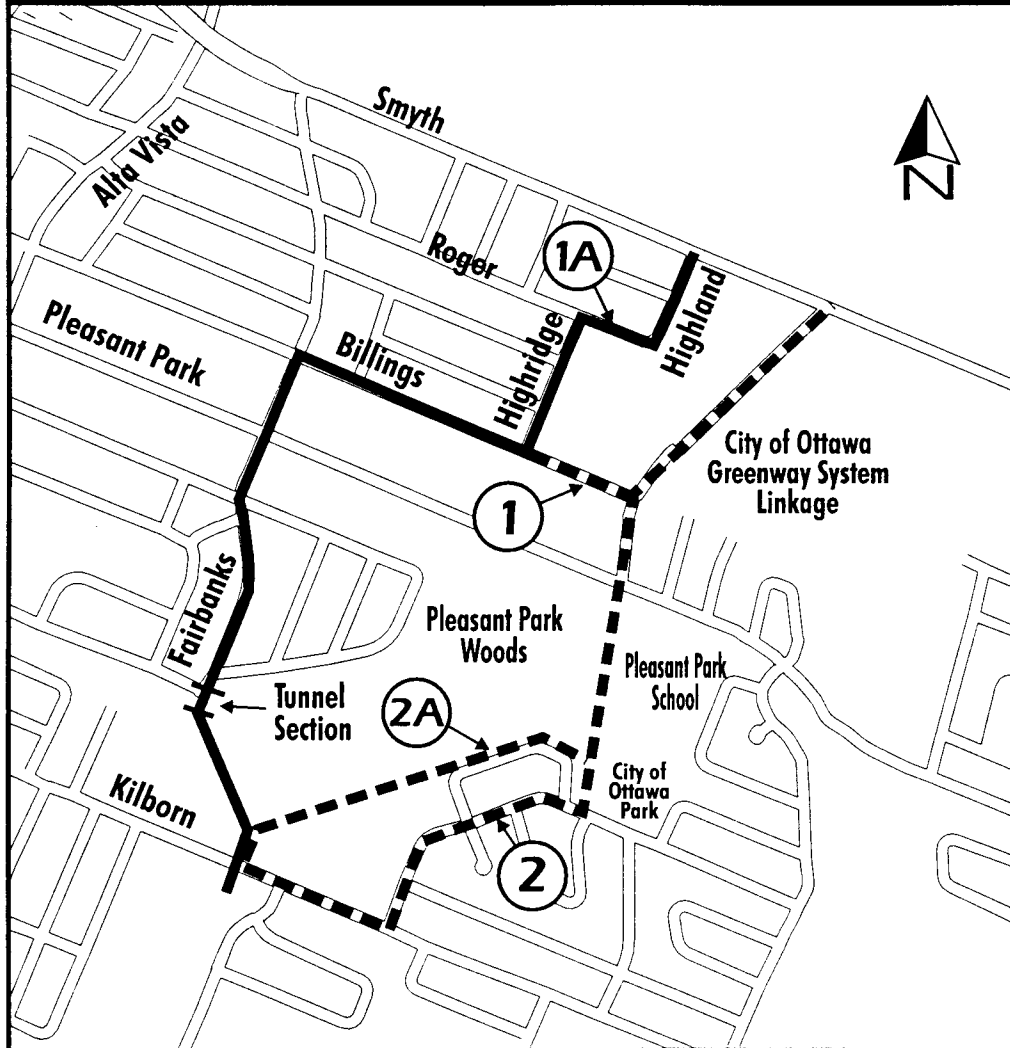 Smyth
Alta Vista
N
1A
Roger
Highland
Pleasant Park
Billings
Highridge
City of Ottawa
Greenway System
Linkage
1
Fairbanks
Pleasant Park
Woods
Pleasant Park
School
Tunnel
Section
2A
City of
Ottawa
Park
Kilborn
2